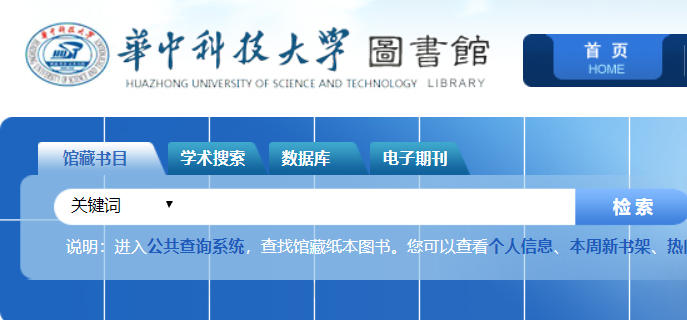 華中科技大學 圖書館
HUAZHONG UNIVERSITY OF SCIENCE AND TECHNOLOGY LIBRARY
首 页
HOME
馆藏书目 学术搜索 数据库 电子期刊
关键词 ▼ 检 索
说明：进入公共查询系统，查找馆藏纸本图书。您可以查看个人信息、本周新书架、热